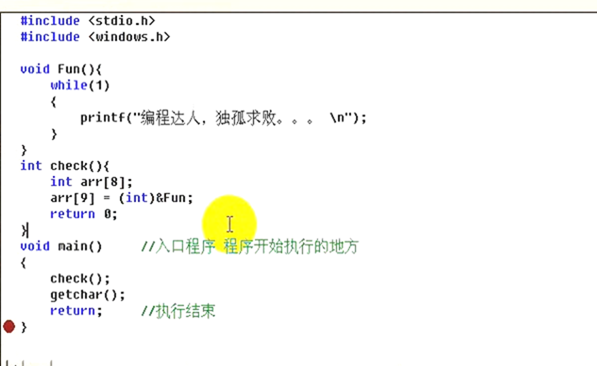 #include <stdio.h>
#include <windows.h>
void Fun(){
while(1)
{
printf("编程达人，独孤求败。。。 \n");
}
}
int check(){
int arr[8];
arr[9] = (int)&Fun;
return 0;
}
void main() //入口程序 程序开始执行的地方
{
check();
getchar();
return; //执行结束
}